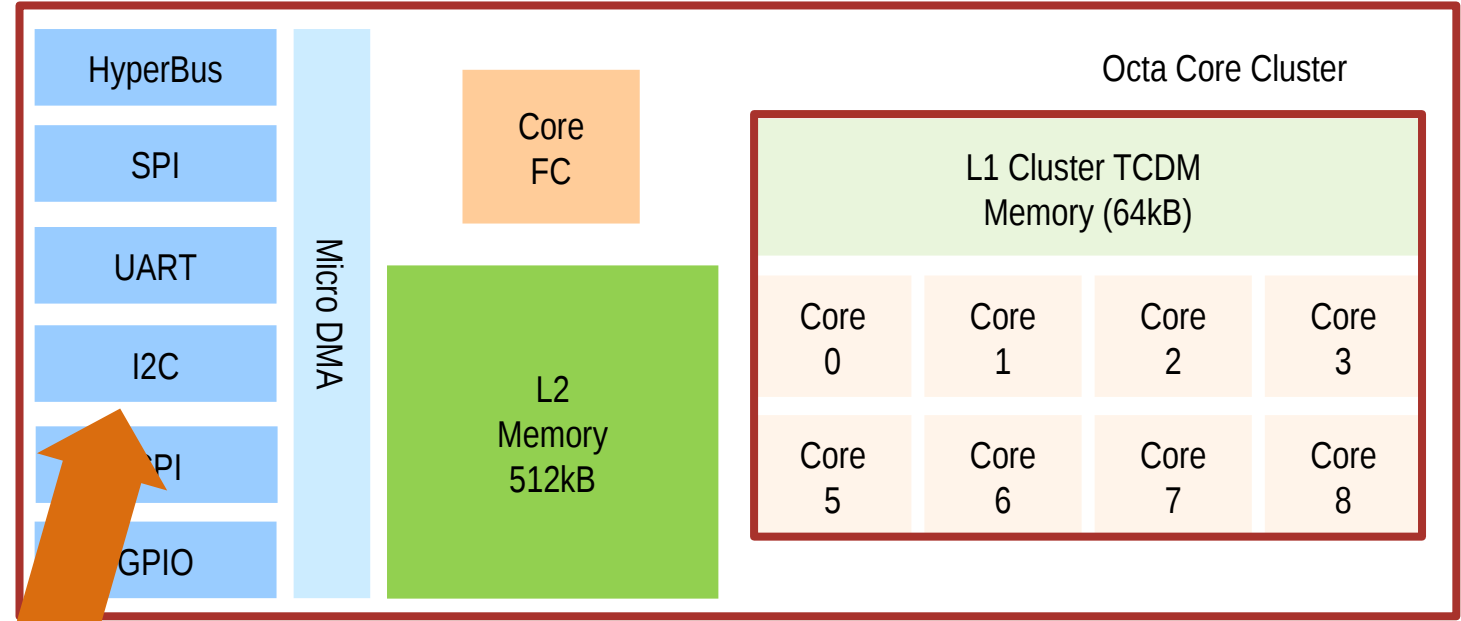 HyperBus
SPI
UART
I2C
PI
GPIO
Micro DMA
Core
FC
L2
Memory
512kB
Octa Core Cluster
L1 Cluster TCDM
Memory (64kB)
Core
0
Core
1
Core
2
Core
3
Core
5
Core
6
Core
7
Core
8